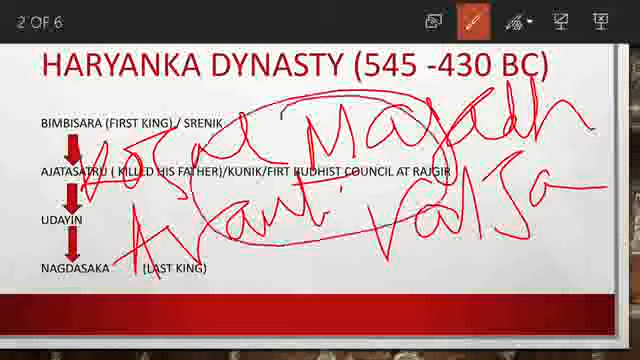 2 OF 6
HARYANKA DYNASTY (545 -430 BC)
BIMBISARA (FIRST KING) / SRENIK
Kosal Magadh
AJATASATRU ( KILLED HIS FATHER)/KUNIK/FIRT BUDHIST COUNCIL AT RAJGIR
Avanti Vatsa
UDAYIN
NAGDASAKA (LAST KING)